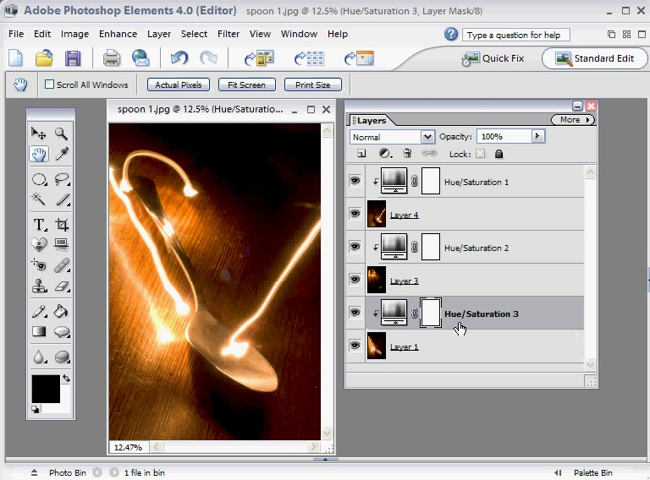 Adobe Photoshop Elements 4.0 (Editor) spoon 1.jpg @ 12.5% (Hue/Saturation 3, Layer Mask/8)
File Edit Image Enhance Layer Select Filter View Window Help ? Type a question for help
Quick Fix Standard Edit
Scroll All Windows Actual Pixels Fit Screen Print Size
spoon 1.jpg @ 12.5% (Hue/Saturatio...
Layers More
Normal Opacity: 100%
Lock:
Hue/Saturation 1
Layer 4
T
Hue/Saturation 2
Layer 3
Hue/Saturation 3
Layer 1
12.47%
Photo Bin 1 file in bin Palette Bin